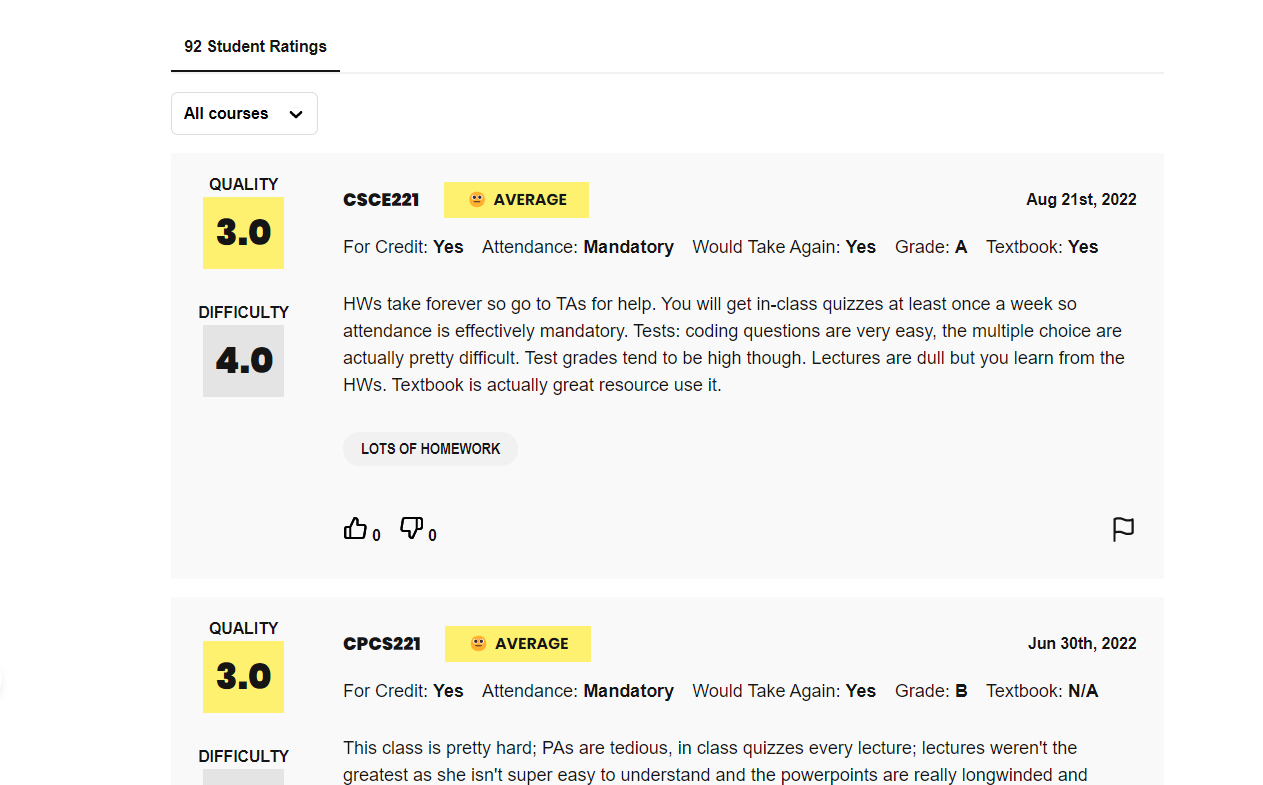 92 Student Ratings
All courses
QUALITY
3.0
DIFFICULTY
4.0
CSCE221 AVERAGE Aug 21st, 2022
For Credit: Yes Attendance: Mandatory Would Take Again: Yes Grade: A Textbook: Yes
HWs take forever so go to TAs for help. You will get in-class quizzes at least once a week so
attendance is effectively mandatory. Tests: coding questions are very easy, the multiple choice are
actually pretty difficult. Test grades tend to be high though. Lectures are dull but you learn from the
HWs. Textbook is actually great resource use it.
LOTS OF HOMEWORK
0 0
QUALITY
3.0
DIFFICULTY
CPCS221 AVERAGE Jun 30th, 2022
For Credit: Yes Attendance: Mandatory Would Take Again: Yes Grade: B Textbook: N/A
This class is pretty hard; PAs are tedious, in class quizzes every lecture; lectures weren't the
greatest as she isn't super easy to understand and the powerpoints are really longwinded and